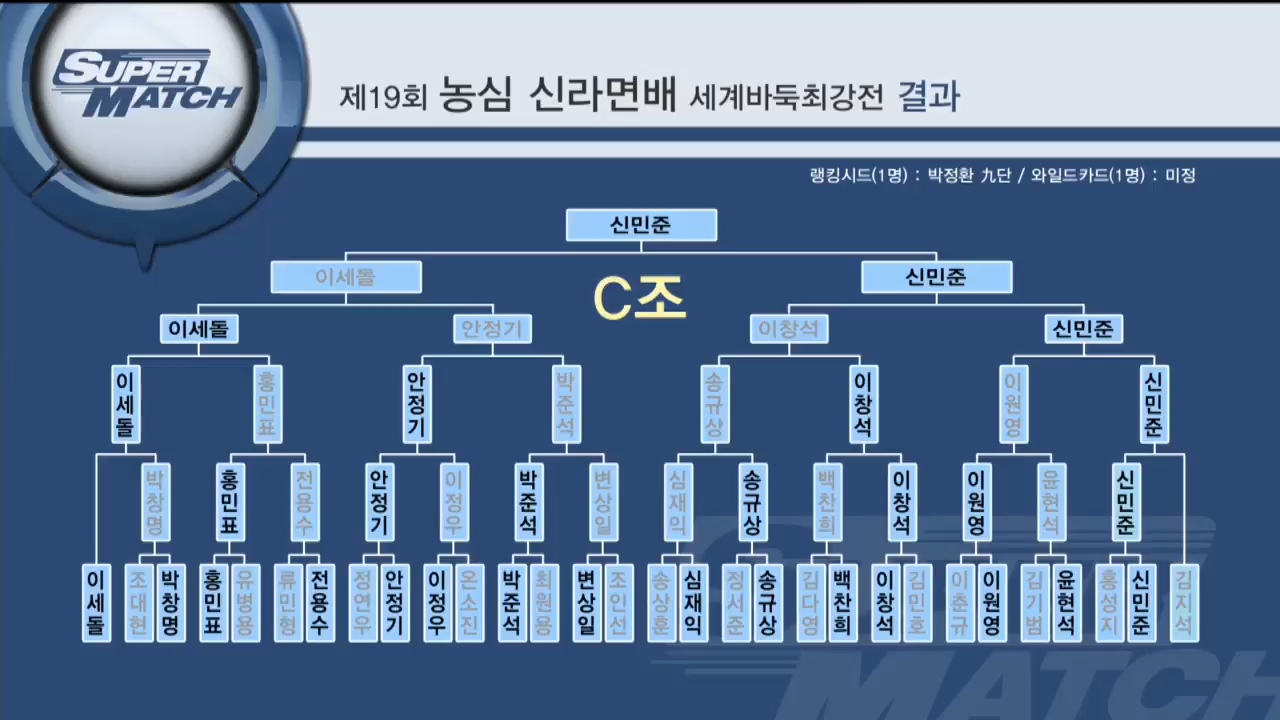 SUPER
MATCH
제19회 농심 신라면배 세계바둑최강전 결과
랭킹시드(1명) : 박정환 九단 / 와일드카드(1명) : 미정
신민준
이세돌 C조 신민준
이세돌 안정기 이창석 신민준
이세돌 홍민표 안정기 박준석 송규상 이창석 이원영 신민준
박창명 홍민표 전용수 안정기 이정우 박준석 변상일 심재익 송규상 백찬희 이창석 이원영 윤현석 신민준
이세돌 조대현 박창명 홍민표 유병용 류민형 전용수 정연우 안정기 이정우 온소진 박준석 최원용 변상일 조인선 송상훈 심재익 정서준 송규상 김다영 백찬희 이창석 김민호 이춘규 이원영 김기범 윤현석 홍성지 신민준 김지석
MATCH